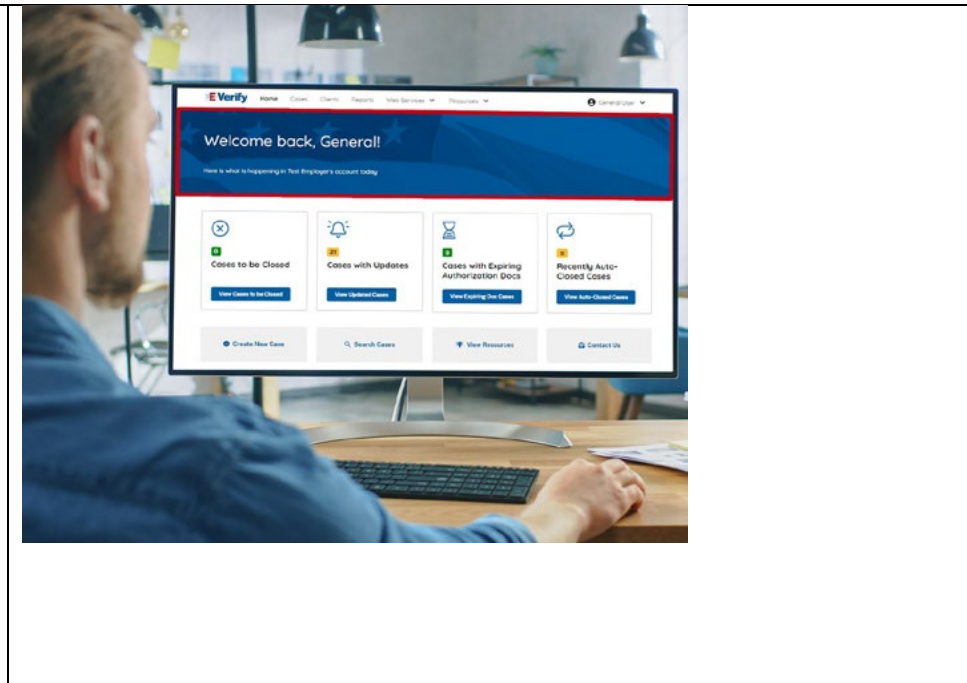 E-Verify Home Cases Clients Reports Web Services Resources General User
Welcome back, General!
Here is what is happening in Test Employer's account today
0
Cases to be Closed
View Cases to be Closed
21
Cases with Updates
View Updated Cases
Cases with Expiring
Authorization Docs
View Expiring Doc Cases
Recently Auto-
Closed Cases
View Auto-Closed Cases
Create New Case
Search Cases
View Resources
Contact Us